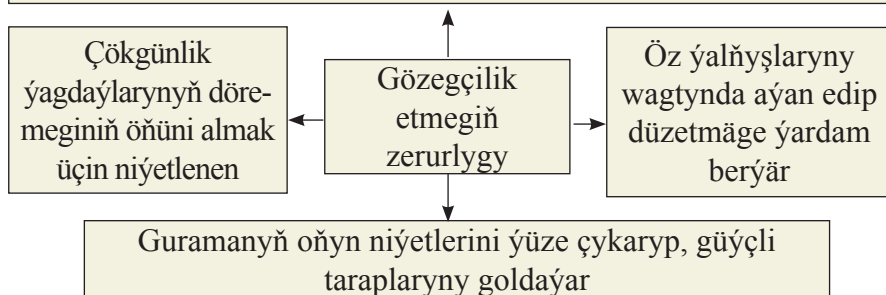 Çökgünlik
ýagdaýlarynyň döre-
meginiň öňüni almak
üçin niýetlenen
Gözegçilik
etmegiň
zerurlygy
Öz ýalňyşlaryny
wagtynda aýan edip
düzetmäge ýardam
berýär
Guramanyň oňyn niýetlerini ýüze çykaryp, güýçli
taraplaryny goldaýar